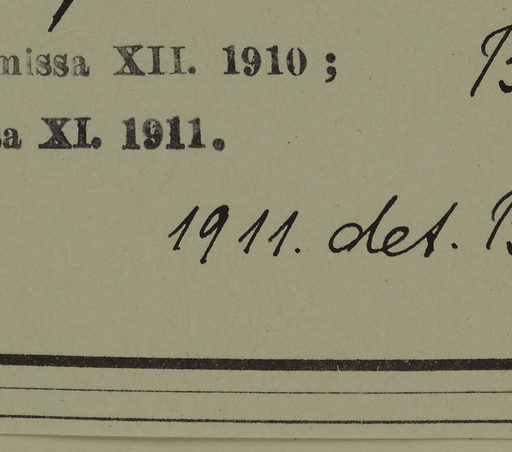 missa XII. 1910 ;
a XI. 1911.
1911. det. B